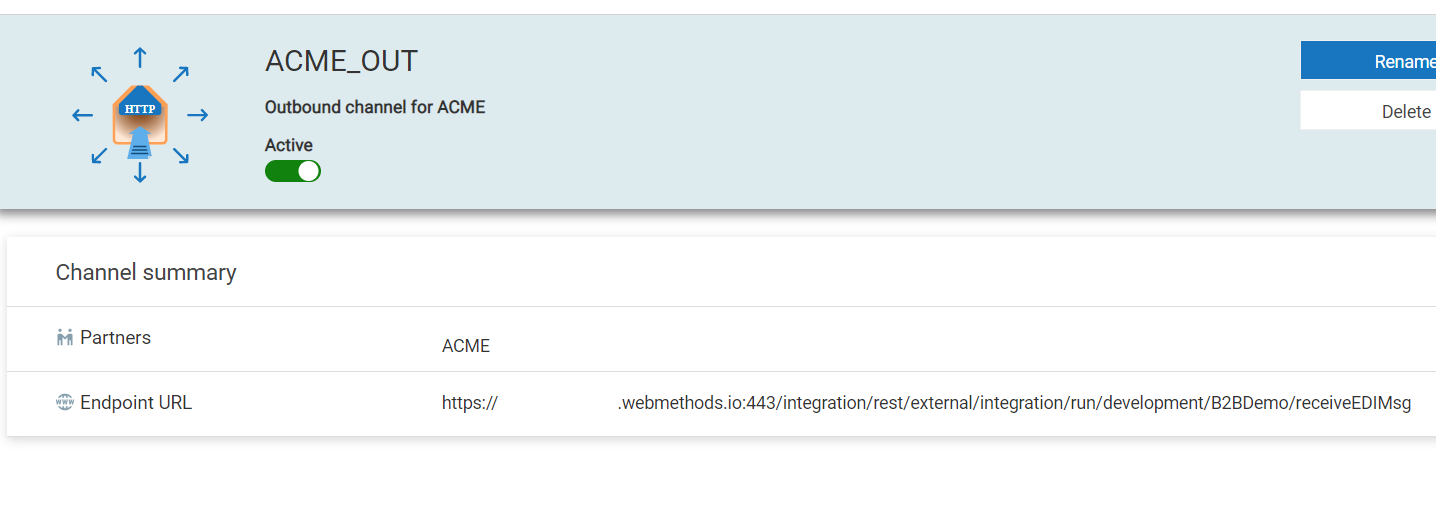 HTTP
ACME_OUT
Outbound channel for ACME
Active
Rename
Delete
Channel summary
Partners
ACME
www Endpoint URL
https:// .webmethods.io:443/integration/rest/external/integration/run/development/B2BDemo/receiveEDIMsg